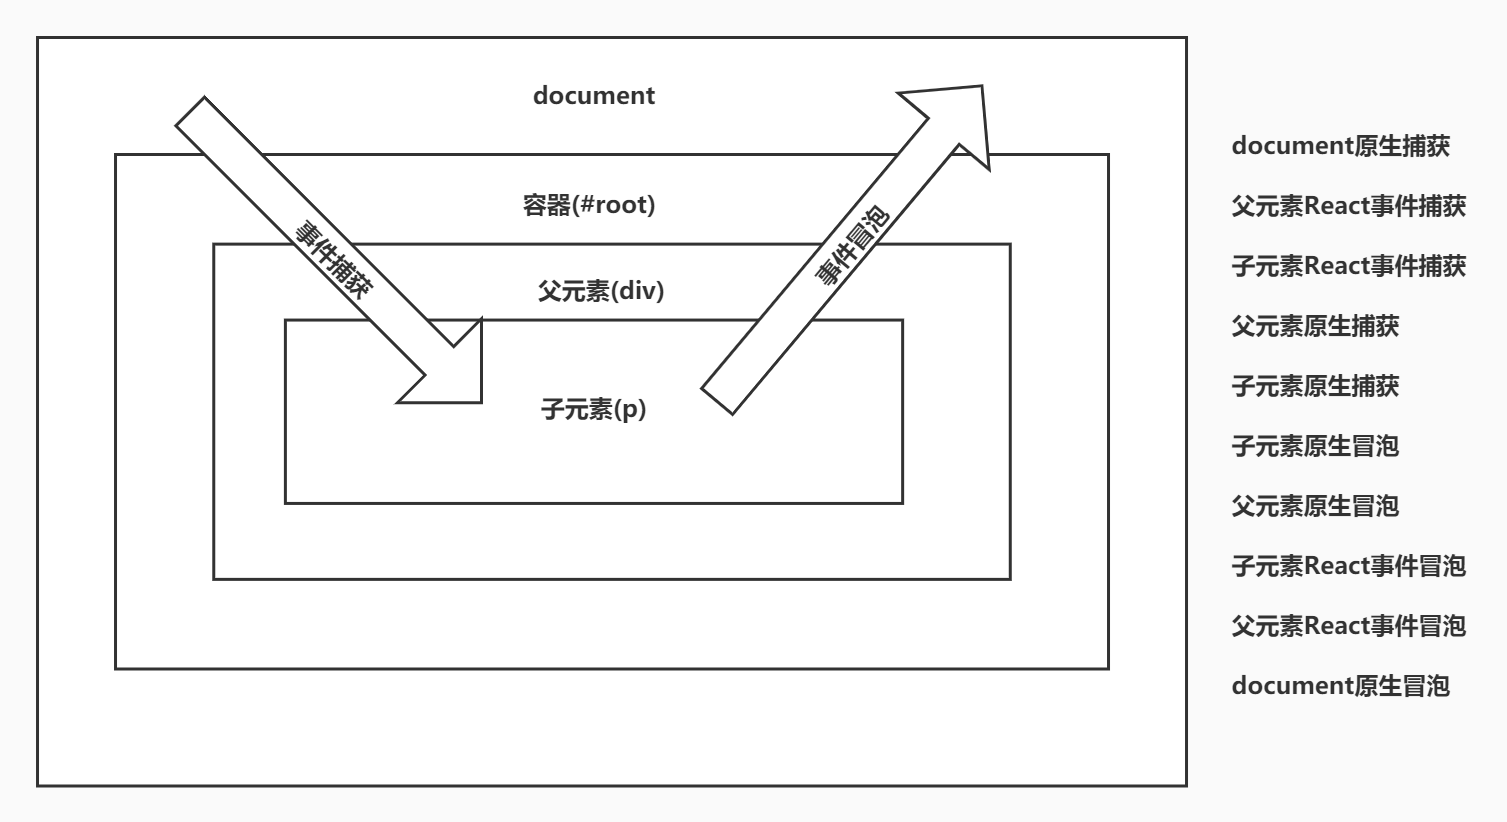 document
容器(#root)
事件捕获
事件冒泡
父元素(div)
子元素(p)
document原生捕获
父元素React事件捕获
子元素React事件捕获
父元素原生捕获
子元素原生捕获
子元素原生冒泡
父元素原生冒泡
子元素React事件冒泡
父元素React事件冒泡
document原生冒泡